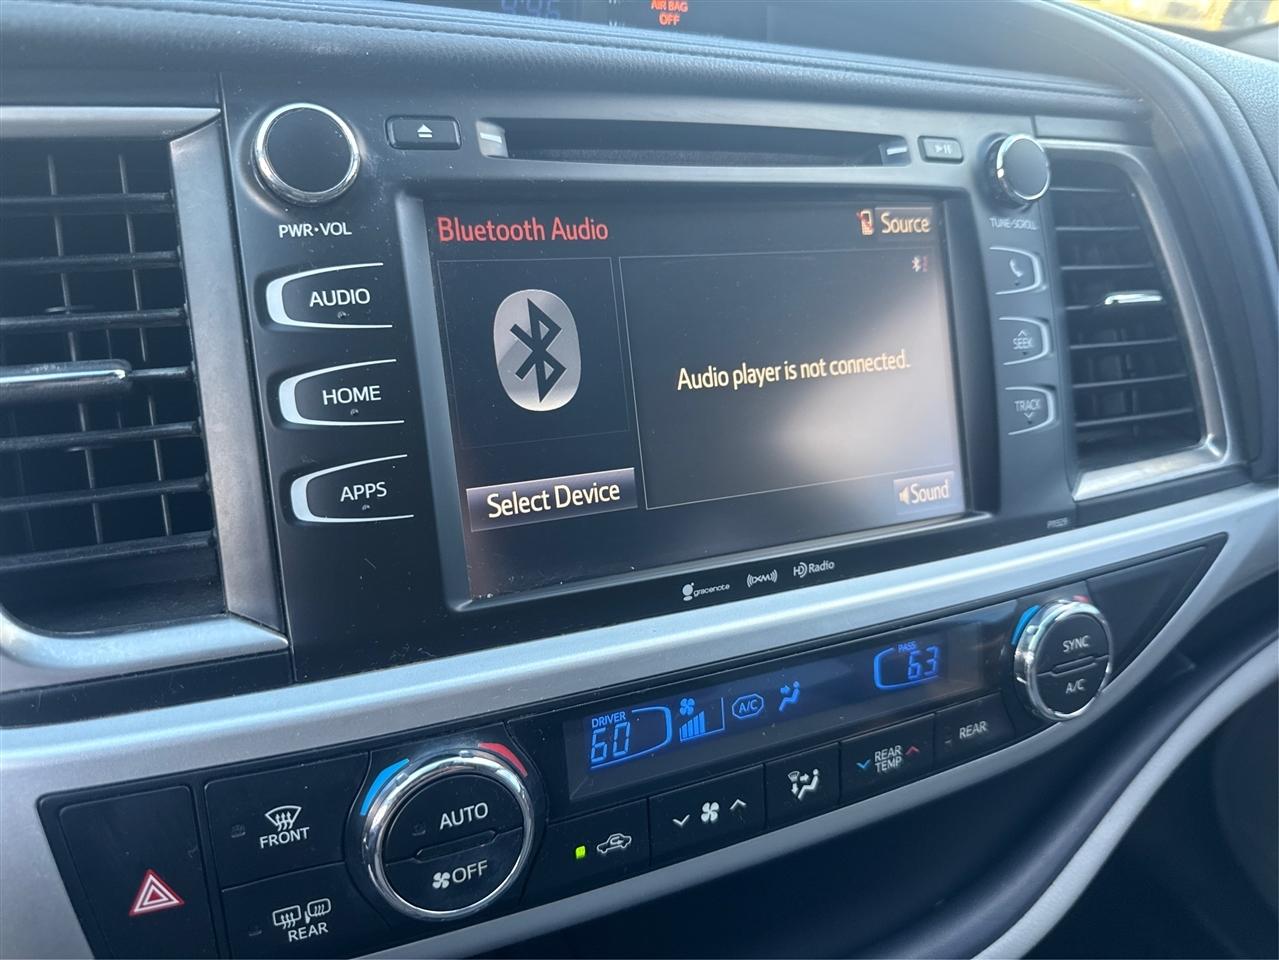 AIR BAG
OFF
PWR•VOL
TUNE•SCROLL
AUDIO
HOME
APPS
Bluetooth Audio
Source
Audio player is not connected.
Select Device
Sound
SEEK
TRACK
gracenote
((XM))
HD Radio
DRIVER
60
A/C
PASS
63
SYNC
A/C
FRONT
REAR
AUTO
OFF
REAR
TEMP
REAR